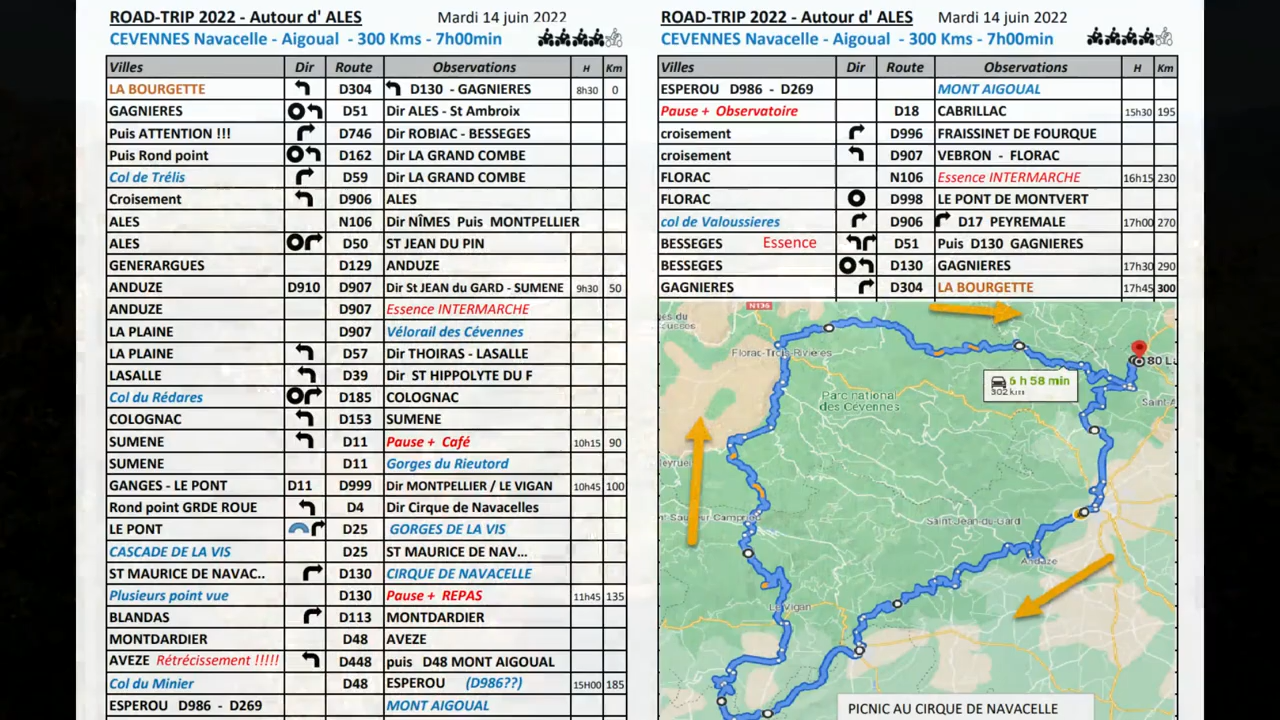 ROAD-TRIP 2022 - Autour d' ALES Mardi 14 juin 2022
CEVENNES Navacelle - Aigoual - 300 Kms - 7h00min
Villes Dir Route Observations H Km
LA BOURGETTE D304 D130 - GAGNIERES 8h30 0
GAGNIERES D51 Dir ALES - St Ambroix
Puis ATTENTION !!! D746 Dir ROBIAC - BESSEGES
Puis Rond point D162 Dir LA GRAND COMBE
Col de Trélis D59 Dir LA GRAND COMBE
Croisement D906 ALES
ALES N106 Dir NÎMES Puis MONTPELLIER
ALES D50 ST JEAN DU PIN
GENERARGUES D129 ANDUZE
ANDUZE D910 D907 Dir St JEAN du GARD - SUMENE 9h30 50
ANDUZE D907 Essence INTERMARCHE
LA PLAINE D907 Vélorail des Cévennes
LA PLAINE D57 Dir THOIRAS - LASALLE
LASALLE D39 Dir ST HIPPOLYTE DU F
Col du Rédares D185 COLOGNAC
COLOGNAC D153 SUMENE
SUMENE D11 Pause + Café 10h15 90
SUMENE D11 Gorges du Rieutord
GANGES - LE PONT D11 D999 Dir MONTPELLIER / LE VIGAN 10h45 100
Rond point GRDE ROUE D4 Dir Cirque de Navacelles
LE PONT D25 GORGES DE LA VIS
CASCADE DE LA VIS D25 ST MAURICE DE NAV...
ST MAURICE DE NAVAC.. D130 CIRQUE DE NAVACELLE
Plusieurs point vue D130 Pause + REPAS 11h45 135
BLANDAS D113 MONTDARDIER
MONTDARDIER D48 AVEZE
AVEZE Rétrécissement !!!!! D448 puis D48 MONT AIGOUAL
Col du Minier D48 ESPEROU (D986??) 15H00 185
ESPEROU D986 - D269 MONT AIGOUAL
ROAD-TRIP 2022 - Autour d' ALES Mardi 14 juin 2022
CEVENNES Navacelle - Aigoual - 300 Kms - 7h00min
Villes Dir Route Observations H Km
ESPEROU D986 - D269 MONT AIGOUAL
Pause + Observatoire D18 CABRILLAC 15h30 195
croisement D996 FRAISSINET DE FOURQUE
croisement D907 VEBRON - FLORAC
FLORAC N106 Essence INTERMARCHE 16h15 230
FLORAC D998 LE PONT DE MONTVERT
col de Valoussieres D906 D17 PEYREMALE 17h00 270
BESSEGES Essence D51 Puis D130 GAGNIERES
BESSEGES D130 GAGNIERES 17h30 290
GAGNIERES D304 LA BOURGETTE 17h45 300
N136
Florac-Trois-Rivières
80 La
6 h 58 min
302 km
Parc national
des Cévennes
Saint-A
Saint-Jean-du-Gard
Anduze
Le Vigan
PICNIC AU CIRQUE DE NAVACELLE